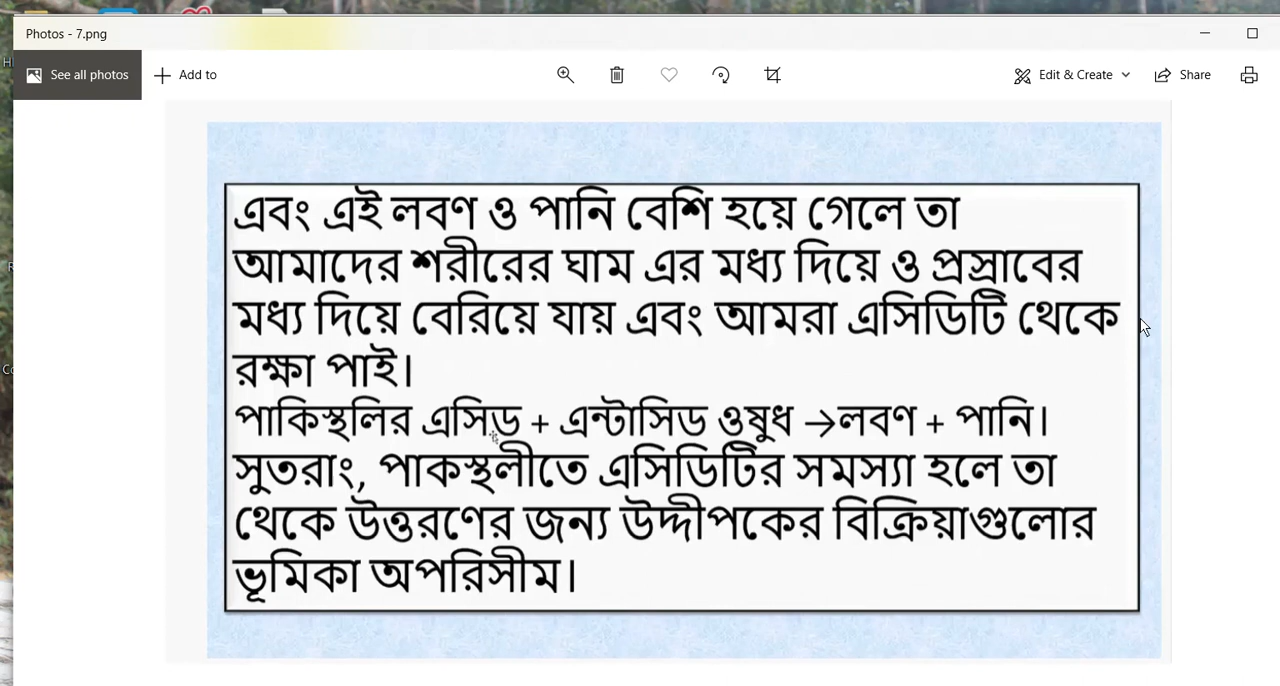 Photos - 7.png
See all photos
Add to
Edit & Create
Share
এবং এই লবণ ও পানি বেশি হয়ে গেলে তা
আমাদের শরীরের ঘাম এর মধ্য দিয়ে ও প্রস্রাবের
মধ্য দিয়ে বেরিয়ে যায় এবং আমরা এসিডিটি থেকে
রক্ষা পাই।
পাকিস্থলির এসিড + এন্টাসিড ওষুধ →লবণ + পানি।
সুতরাং, পাকস্থলীতে এসিডিটির সমস্যা হলে তা
থেকে উত্তরণের জন্য উদ্দীপকের বিক্রিয়াগুলোর
ভূমিকা অপরিসীম।